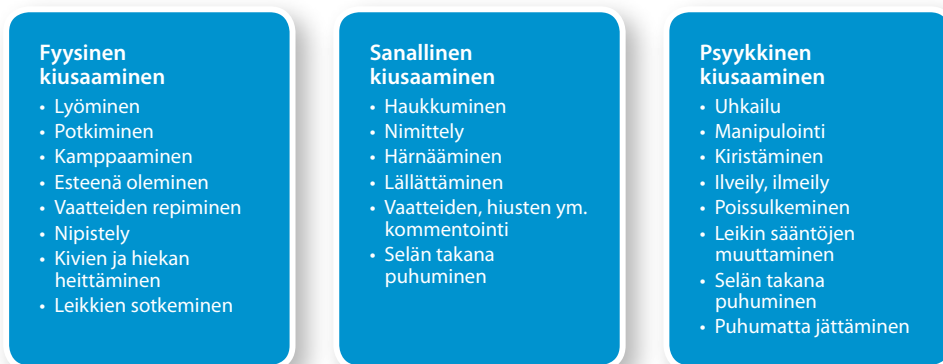 Fyysinen
kiusaaminen
• Lyöminen
• Potkiminen
• Kamppaaminen
• Esteenä oleminen
• Vaatteiden repiminen
• Nipistely
• Kivien ja hiekan
heittäminen
• Leikkien sotkeminen
Sanallinen
kiusaaminen
• Haukkuminen
• Nimittely
• Härnääminen
• Lällättäminen
• Vaatteiden, hiusten ym.
kommentointi
• Selän takana
puhuminen
Psyykkinen
kiusaaminen
• Uhkailu
• Manipulointi
• Kiristäminen
• Ilveily, ilmeily
• Poissulkeminen
• Leikin sääntöjen
muuttaminen
• Selän takana
puhuminen
• Puhumatta jättäminen